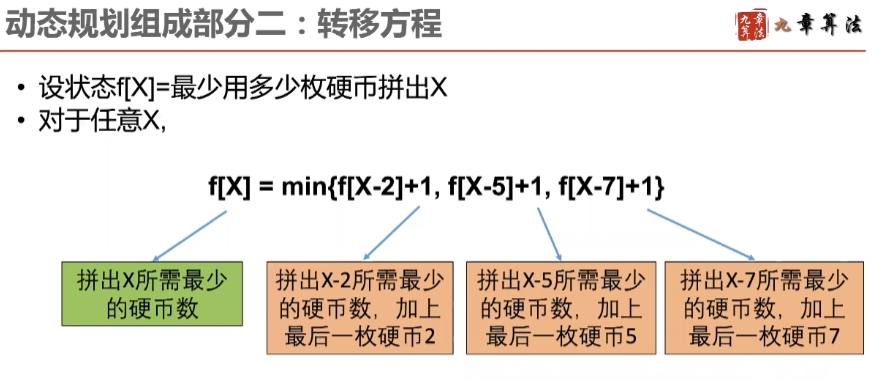 动态规划组成部分二：转移方程
九章算法
九章算法
• 设状态f[X]=最少用多少枚硬币拼出X
• 对于任意X,
f[X] = min{f[X-2]+1, f[X-5]+1, f[X-7]+1}
拼出X所需最少
的硬币数
拼出X-2所需最少
的硬币数，加上
最后一枚硬币2
拼出X-5所需最少
的硬币数，加上
最后一枚硬币5
拼出X-7所需最少
的硬币数，加上
最后一枚硬币7